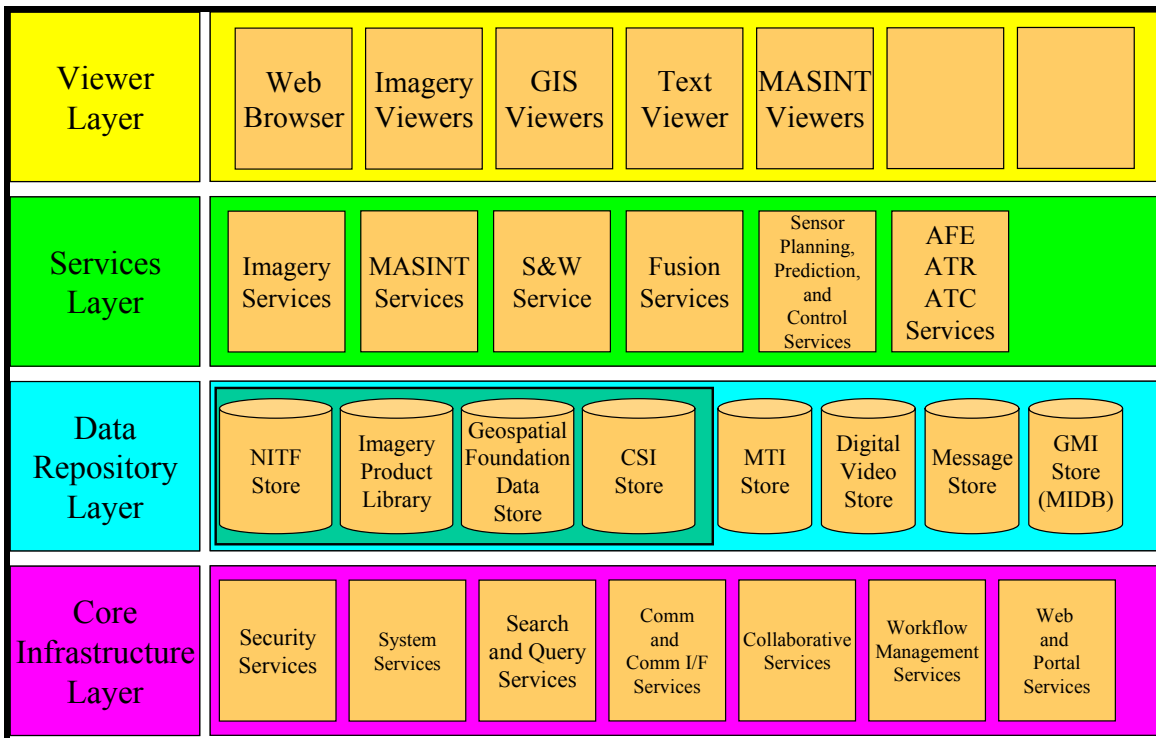 Viewer
Layer
Web
Browser
Imagery
Viewers
GIS
Viewers
Text
Viewer
MASINT
Viewers
Services
Layer
Imagery
Services
MASINT
Services
S&W
Service
Fusion
Services
Sensor
Planning,
Prediction,
and
Control
Services
AFE
ATR
ATC
Services
Data
Repository
Layer
NITF
Store
Imagery
Product
Library
Geospatial
Foundation
Data
Store
CSI
Store
MTI
Store
Digital
Video
Store
Message
Store
GMI
Store
(MIDB)
Core
Infrastructure
Layer
Security
Services
System
Services
Search
and Query
Services
Comm
and
Comm I/F
Services
Collaborative
Services
Workflow
Management
Services
Web
and
Portal
Services